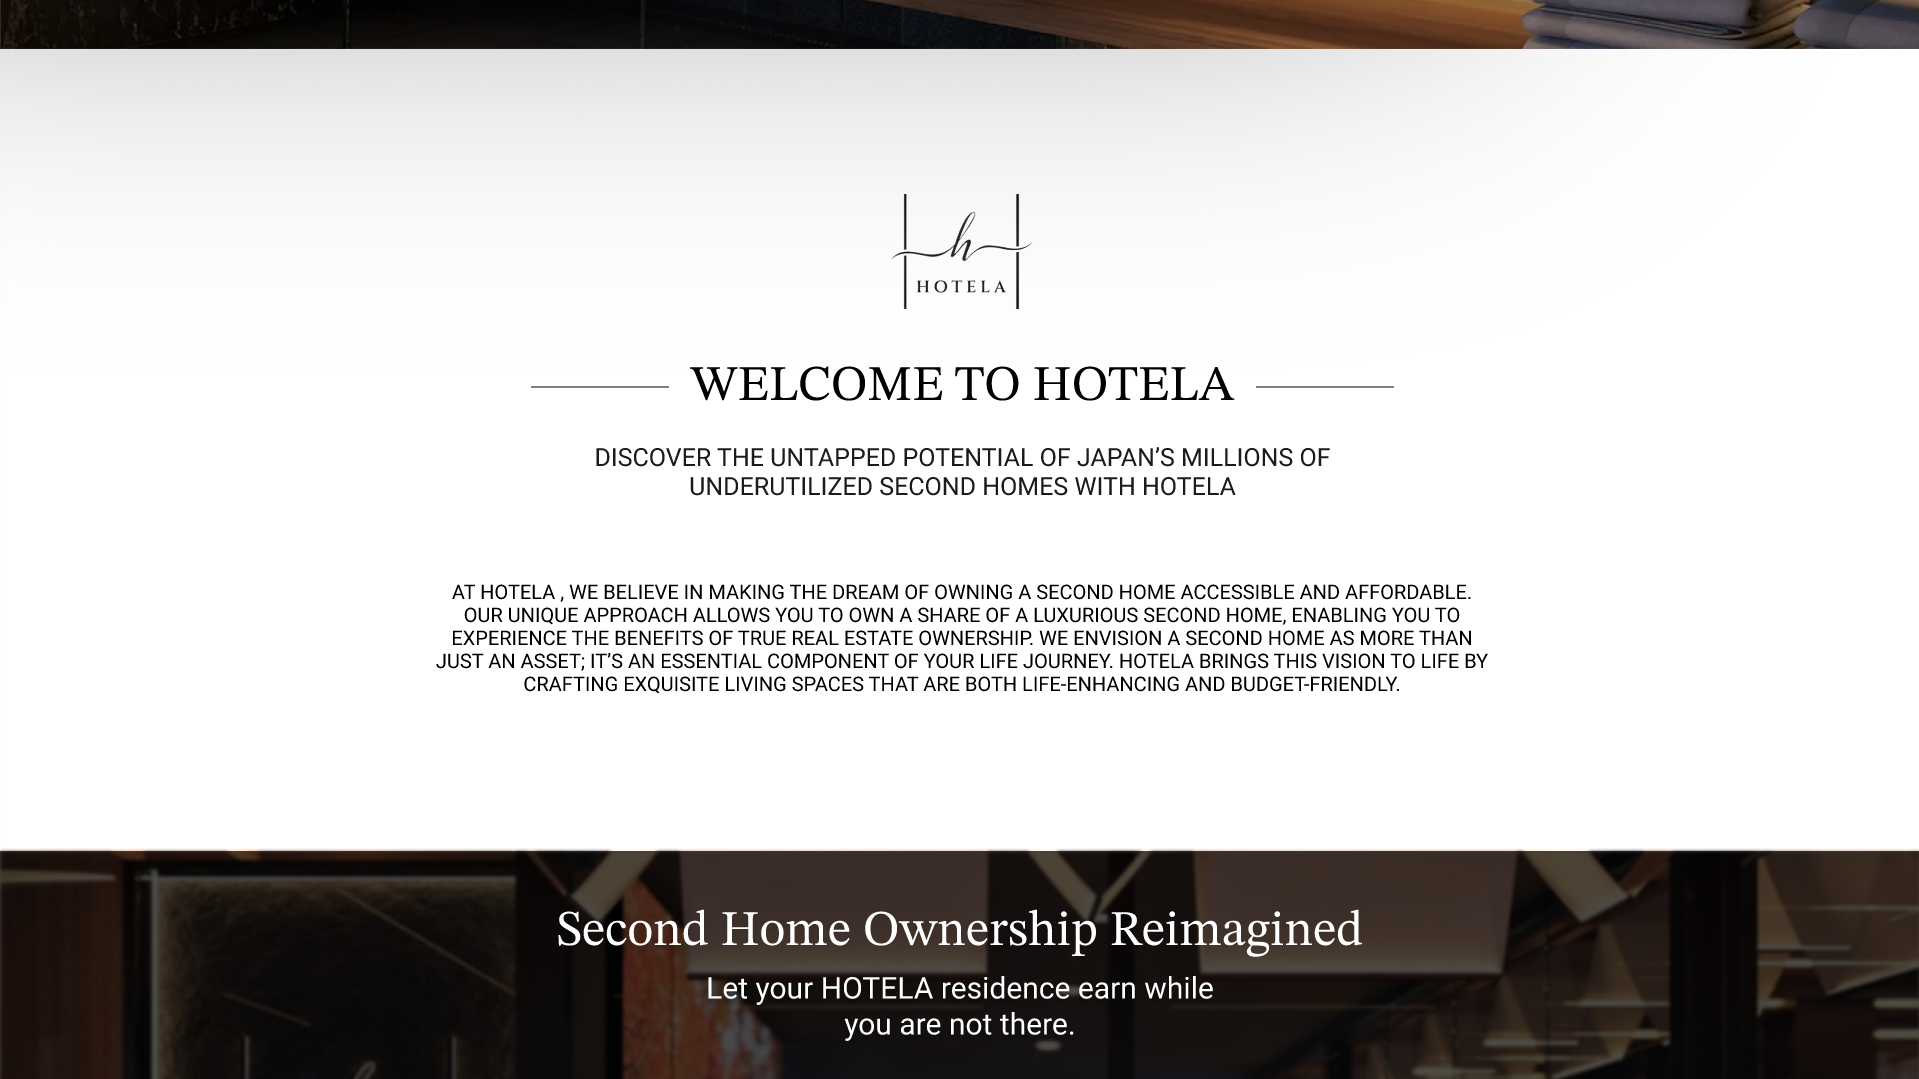 h
HOTELA
WELCOME TO HOTELA
DISCOVER THE UNTAPPED POTENTIAL OF JAPAN’S MILLIONS OF
UNDERUTILIZED SECOND HOMES WITH HOTELA
AT HOTELA , WE BELIEVE IN MAKING THE DREAM OF OWNING A SECOND HOME ACCESSIBLE AND AFFORDABLE.
OUR UNIQUE APPROACH ALLOWS YOU TO OWN A SHARE OF A LUXURIOUS SECOND HOME, ENABLING YOU TO
EXPERIENCE THE BENEFITS OF TRUE REAL ESTATE OWNERSHIP. WE ENVISION A SECOND HOME AS MORE THAN
JUST AN ASSET; IT’S AN ESSENTIAL COMPONENT OF YOUR LIFE JOURNEY. HOTELA BRINGS THIS VISION TO LIFE BY
CRAFTING EXQUISITE LIVING SPACES THAT ARE BOTH LIFE-ENHANCING AND BUDGET-FRIENDLY.
Second Home Ownership Reimagined
Let your HOTELA residence earn while
you are not there.